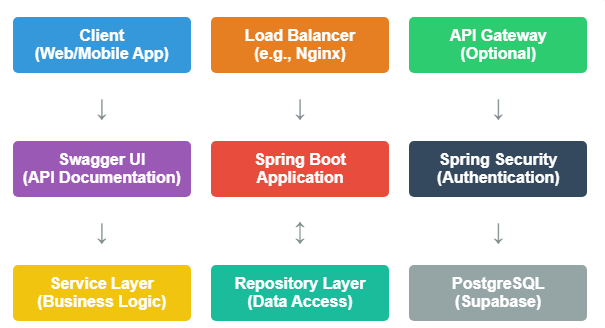 Client
(Web/Mobile App)
Load Balancer
(e.g., Nginx)
API Gateway
(Optional)
Swagger UI
(API Documentation)
Spring Boot
Application
Spring Security
(Authentication)
Service Layer
(Business Logic)
Repository Layer
(Data Access)
PostgreSQL
(Supabase)